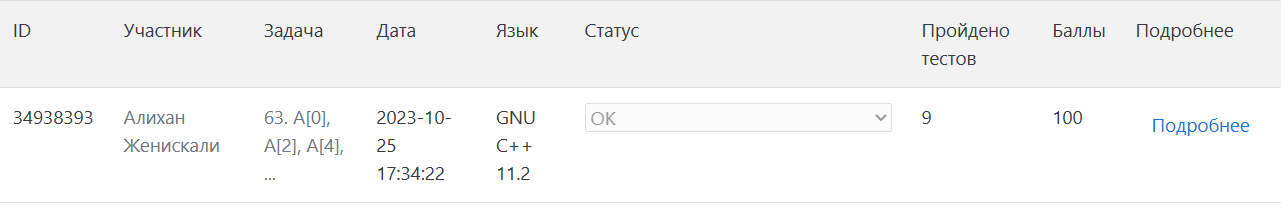 ID Участник Задача Дата Язык Статус Пройдено тестов Баллы Подробнее
34938393 Алихан Женискали 63. A[0], A[2], A[4], ... 2023-10-25 17:34:22 GNU C++ 11.2 OK 9 100 Подробнее